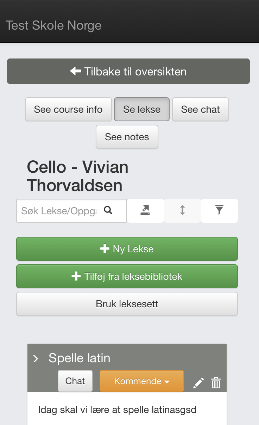 Test Skole Norge
Tilbake til oversikten
See course info
Se lekse
See chat
See notes
Cello - Vivian
Thorvaldsen
Søk Lekse/Oppg
Ny Lekse
Tilføj fra leksebibliotek
Bruk leksesett
Spelle latin
Chat
Kommende
Idag skal vi lære at spelle latinasgsd